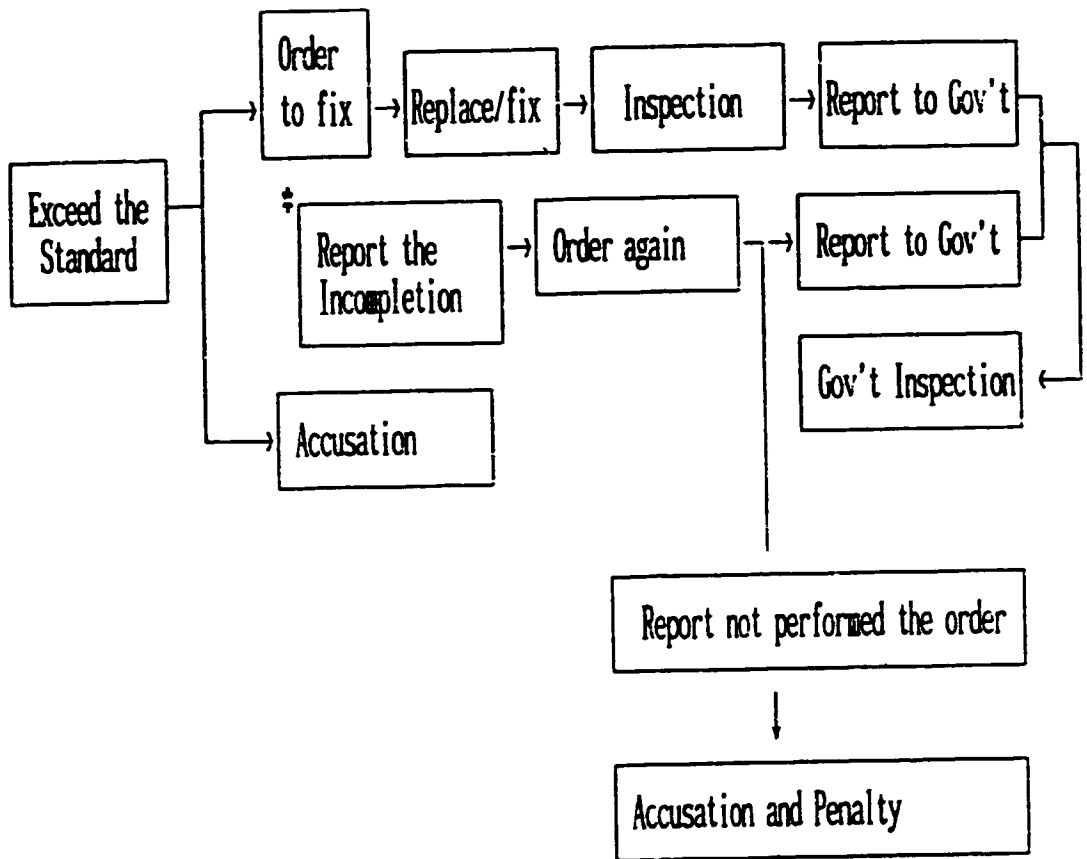 Order
to fix
Replace/fix
Inspection
Report to Gov't
Exceed the
Standard
*
Report the
Incompletion
Order again
Report to Gov't
Gov't Inspection
Accusation
Report not performed the order
Accusation and Penalty